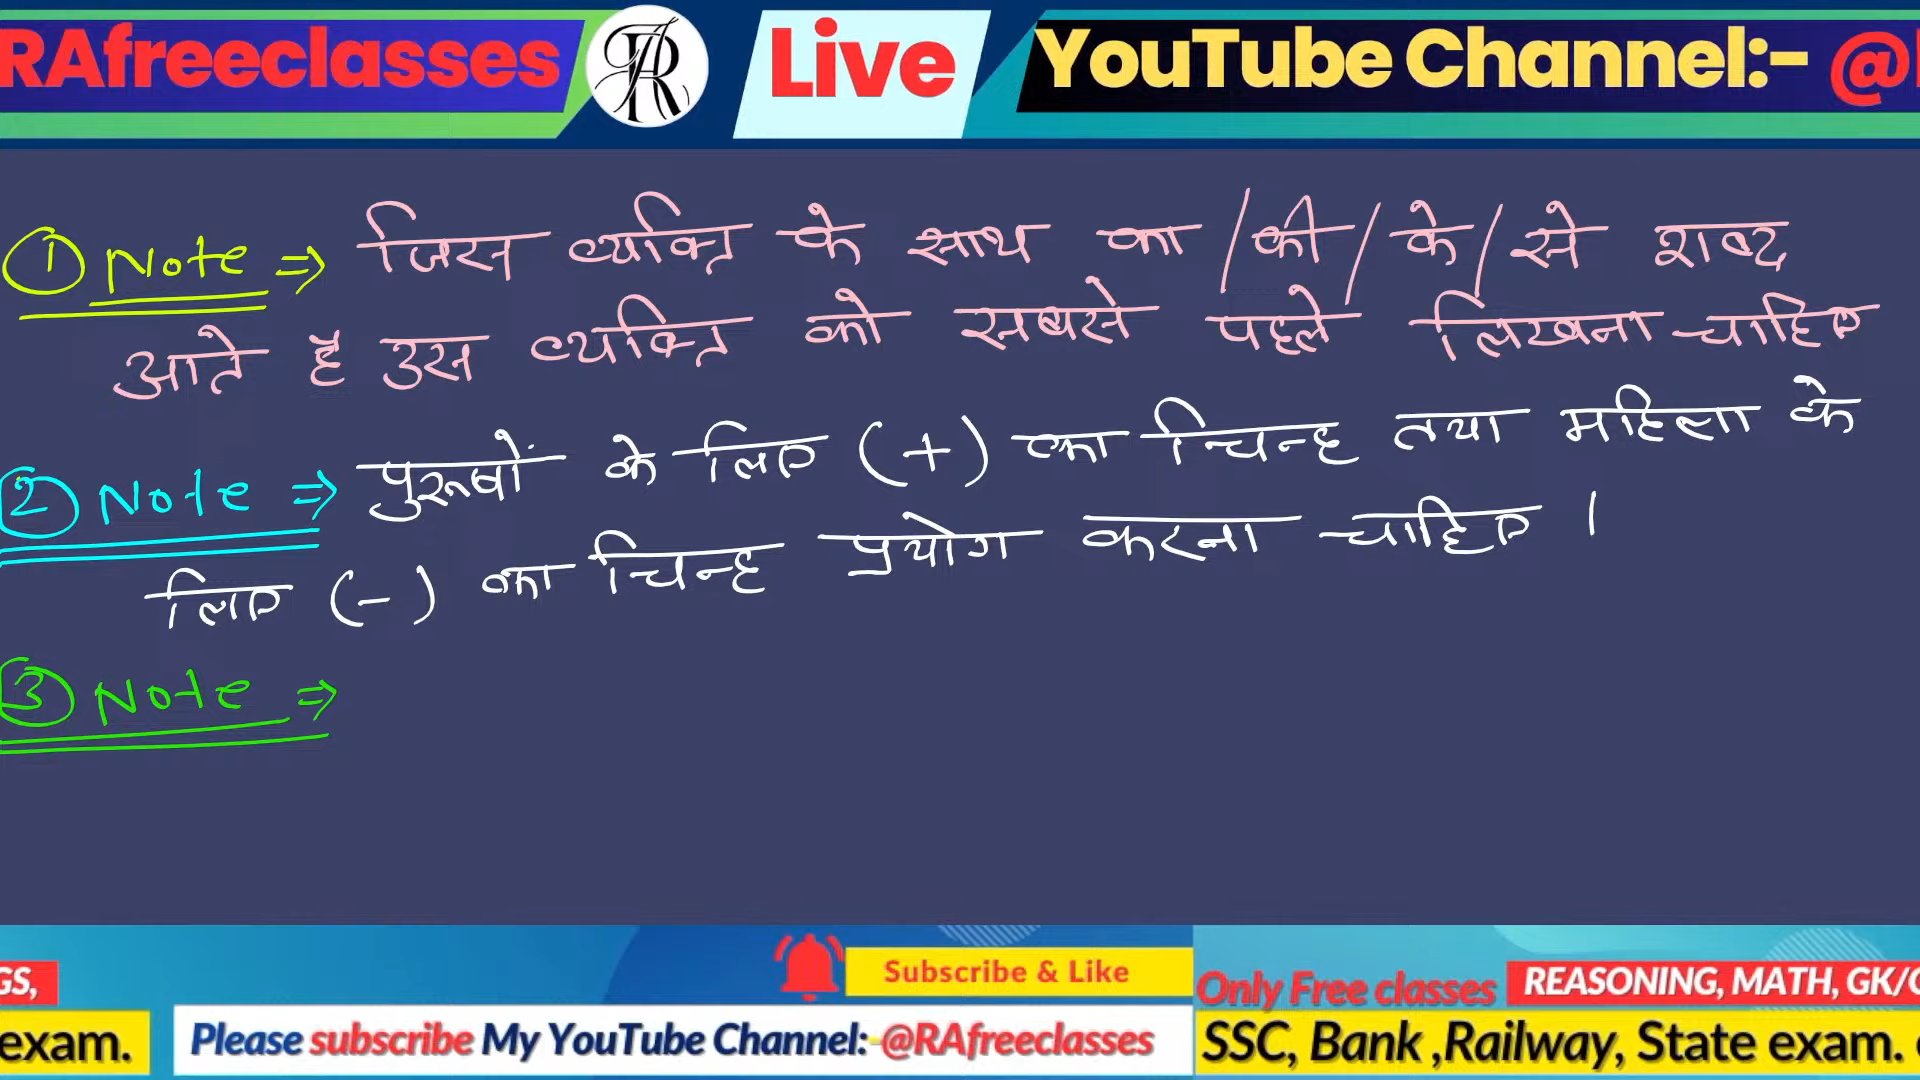 RAfreeclasses
Live
YouTube Channel:- @
① Note ⇒ जिस व्यक्ति के साथ का/की/के/से शब्द
आते हैं उस व्यक्ति को सबसे पहले लिखना चाहिए
② Note ⇒ पुरूषों के लिए (+) का चिन्ह तथा महिला के
लिए (-) का चिन्ह प्रयोग करना चाहिए ।
③ Note ⇒
GS,
Subscribe & Like
Only Free classes
REASONING, MATH, GK/
exam.
Please subscribe My YouTube Channel:-@RAfreeclasses
SSC, Bank ,Railway, State exam.